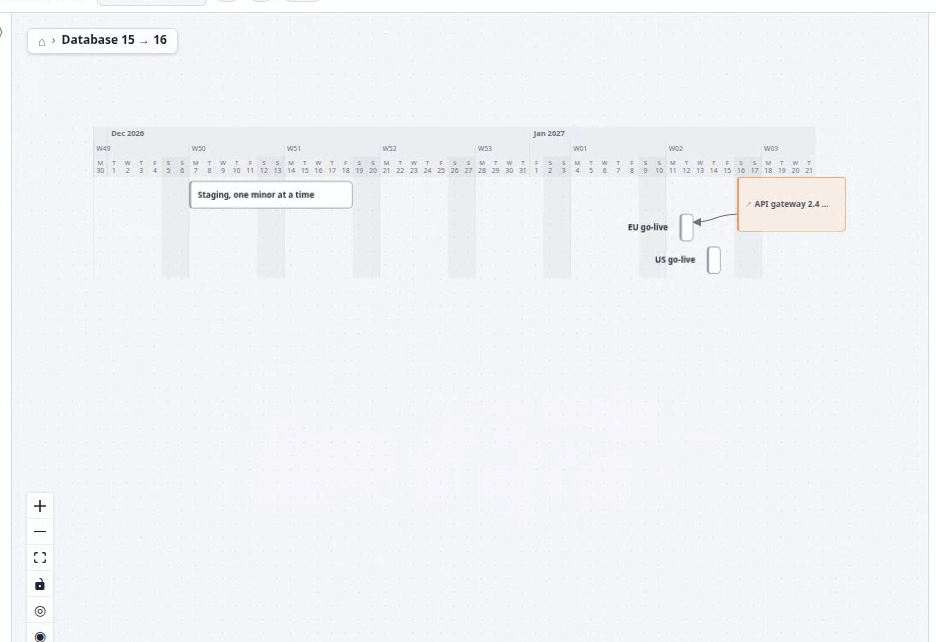 Database 15 → 16
Dec 2026 Jan 2027
W49 W50 W51 W52 W53 W01 W02 W03
M T W T F S S M T W T F S S M T W T F S S M T W T F S S M T W T F S S M T W T F S S M T W T F S S M T W T
30 1 2 3 4 5 6 7 8 9 10 11 12 13 14 15 16 17 18 19 20 21 22 23 24 25 26 27 28 29 30 31 1 2 3 4 5 6 7 8 9 10 11 12 13 14 15 16 17 18 19 20 21
Staging, one minor at a time
↗ API gateway 2.4 ...
EU go-live
US go-live